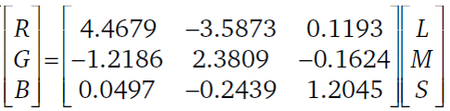 R 4.4679 −3.5873 0.1193 L
G = −1.2186 2.3809 −0.1624 M
B 0.0497 −0.2439 1.2045 S